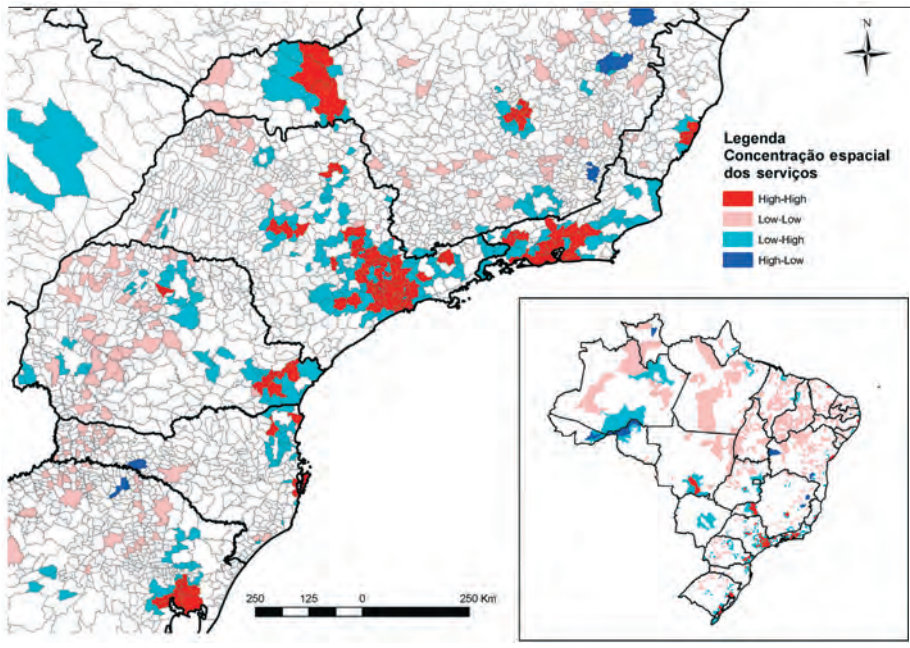 N
Legenda
Concentração espacial
dos serviços
High-High
Low-Low
Low-High
High-Low
250 125 0 250 Km